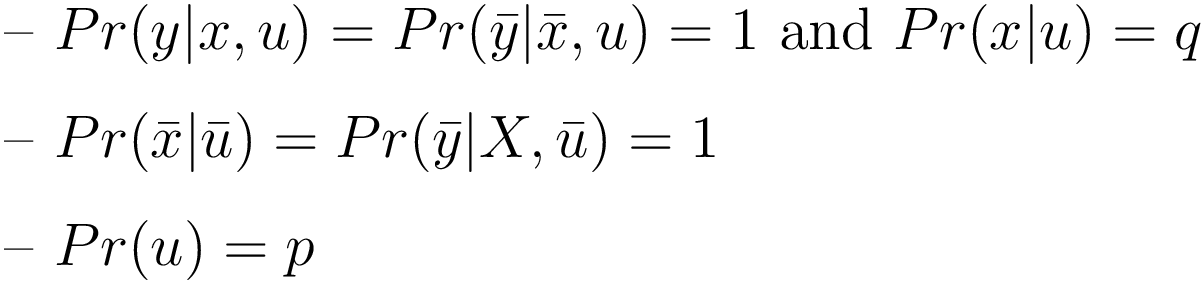 – Pr(y|x, u) = Pr(ȳ|x̄, u) = 1 and Pr(x|u) = q
– Pr(x̄|ū) = Pr(ȳ|X, ū) = 1
– Pr(u) = p